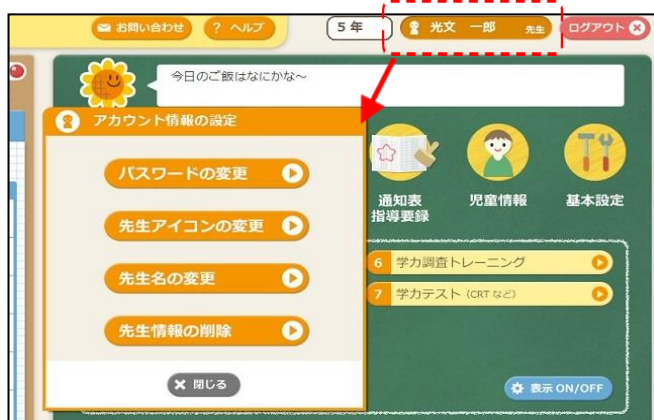 お問い合わせ
? ヘルプ
5 年
光文 一郎 先生
ログアウト
今日のご飯はなにかな～
アカウント情報の設定
パスワードの変更
先生アイコンの変更
先生名の変更
先生情報の削除
閉じる
通知表
指導要録
児童情報
基本設定
6 学力調査トレーニング
7 学力テスト (CRT など)
表示 ON/OFF